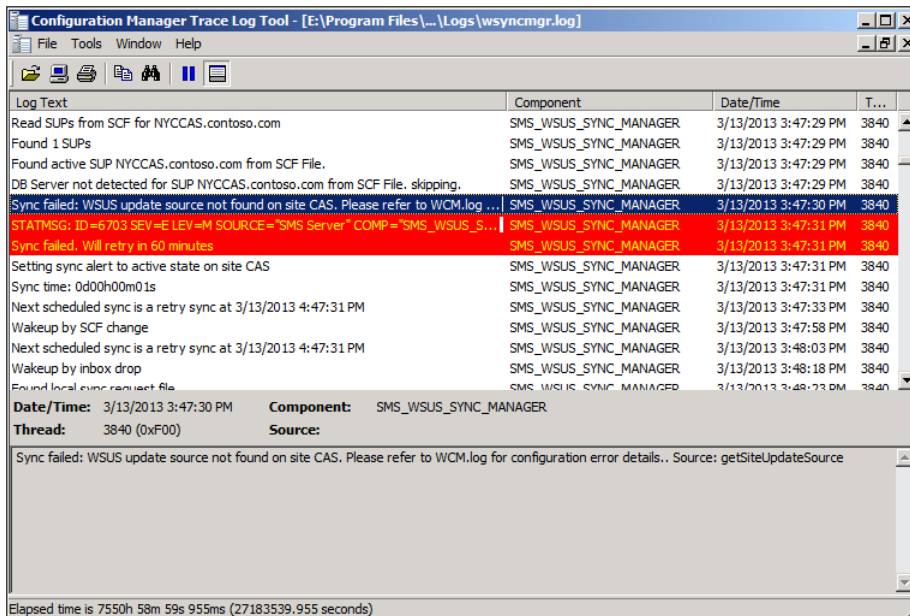 Configuration Manager Trace Log Tool - [E:\Program Files\...\Logs\wsyncmgr.log]
File Tools Window Help
Log Text Component Date/Time T...
Read SUPs from SCF for NYCCAS.contoso.com SMS_WSUS_SYNC_MANAGER 3/13/2013 3:47:29 PM 3840
Found 1 SUPs SMS_WSUS_SYNC_MANAGER 3/13/2013 3:47:29 PM 3840
Found active SUP NYCCAS.contoso.com from SCF File. SMS_WSUS_SYNC_MANAGER 3/13/2013 3:47:29 PM 3840
DB Server not detected for SUP NYCCAS.contoso.com from SCF File. skipping. SMS_WSUS_SYNC_MANAGER 3/13/2013 3:47:29 PM 3840
Sync failed: WSUS update source not found on site CAS. Please refer to WCM.log ... SMS_WSUS_SYNC_MANAGER 3/13/2013 3:47:30 PM 3840
STATMSG: ID=6703 SEV=E LEV=M SOURCE="SMS Server" COMP="SMS_WSUS_S... SMS_WSUS_SYNC_MANAGER 3/13/2013 3:47:31 PM 3840
Sync failed. Will retry in 60 minutes SMS_WSUS_SYNC_MANAGER 3/13/2013 3:47:31 PM 3840
Setting sync alert to active state on site CAS SMS_WSUS_SYNC_MANAGER 3/13/2013 3:47:31 PM 3840
Sync time: 0d00h00m01s SMS_WSUS_SYNC_MANAGER 3/13/2013 3:47:31 PM 3840
Next scheduled sync is a retry sync at 3/13/2013 4:47:31 PM SMS_WSUS_SYNC_MANAGER 3/13/2013 3:47:33 PM 3840
Wakeup by SCF change SMS_WSUS_SYNC_MANAGER 3/13/2013 3:47:58 PM 3840
Next scheduled sync is a retry sync at 3/13/2013 4:47:31 PM SMS_WSUS_SYNC_MANAGER 3/13/2013 3:48:03 PM 3840
Wakeup by inbox drop SMS_WSUS_SYNC_MANAGER 3/13/2013 3:48:18 PM 3840
Found local sync request file SMS_WSUS_SYNC_MANAGER 3/13/2013 3:48:23 PM 3840
Date/Time: 3/13/2013 3:47:30 PM Component: SMS_WSUS_SYNC_MANAGER
Thread: 3840 (0xF00) Source:
Sync failed: WSUS update source not found on site CAS. Please refer to WCM.log for configuration error details.. Source: getSiteUpdateSource
Elapsed time is 7550h 58m 59s 955ms (27183539.955 seconds)